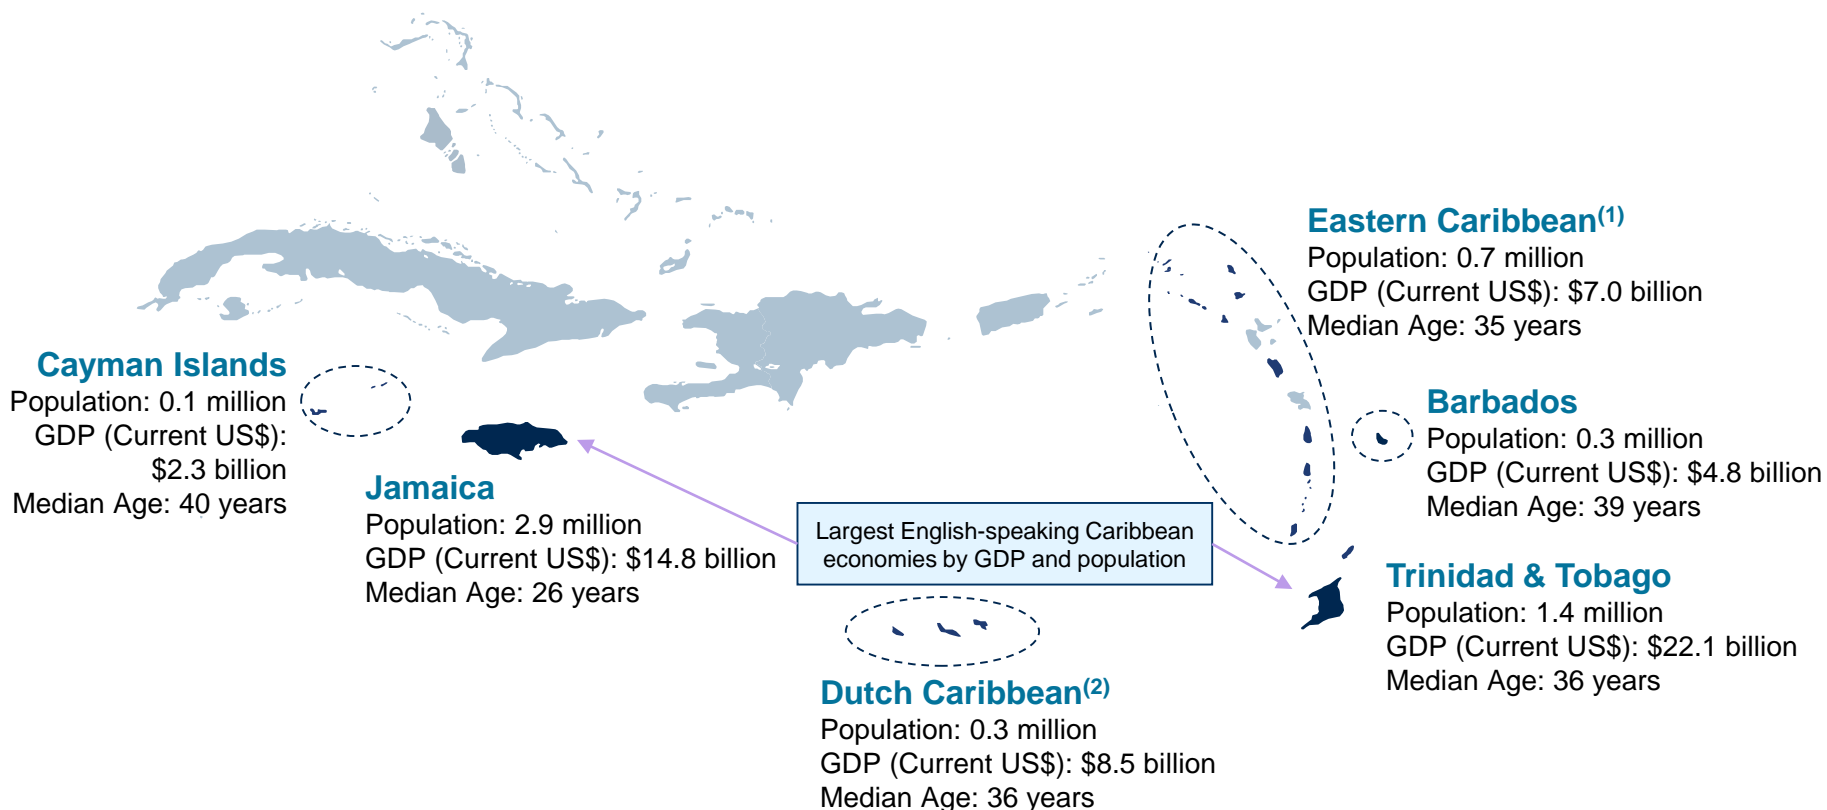 Eastern Caribbean(1)
Population: 0.7 million
GDP (Current US$): $7.0 billion
Median Age: 35 years
Cayman Islands
Population: 0.1 million
GDP (Current US$):
$2.3 billion
Median Age: 40 years
Barbados
Population: 0.3 million
GDP (Current US$): $4.8 billion
Median Age: 39 years
Jamaica
Population: 2.9 million
GDP (Current US$): $14.8 billion
Median Age: 26 years
Largest English-speaking Caribbean
economies by GDP and population
Trinidad & Tobago
Population: 1.4 million
GDP (Current US$): $22.1 billion
Median Age: 36 years
Dutch Caribbean(2)
Population: 0.3 million
GDP (Current US$): $8.5 billion
Median Age: 36 years